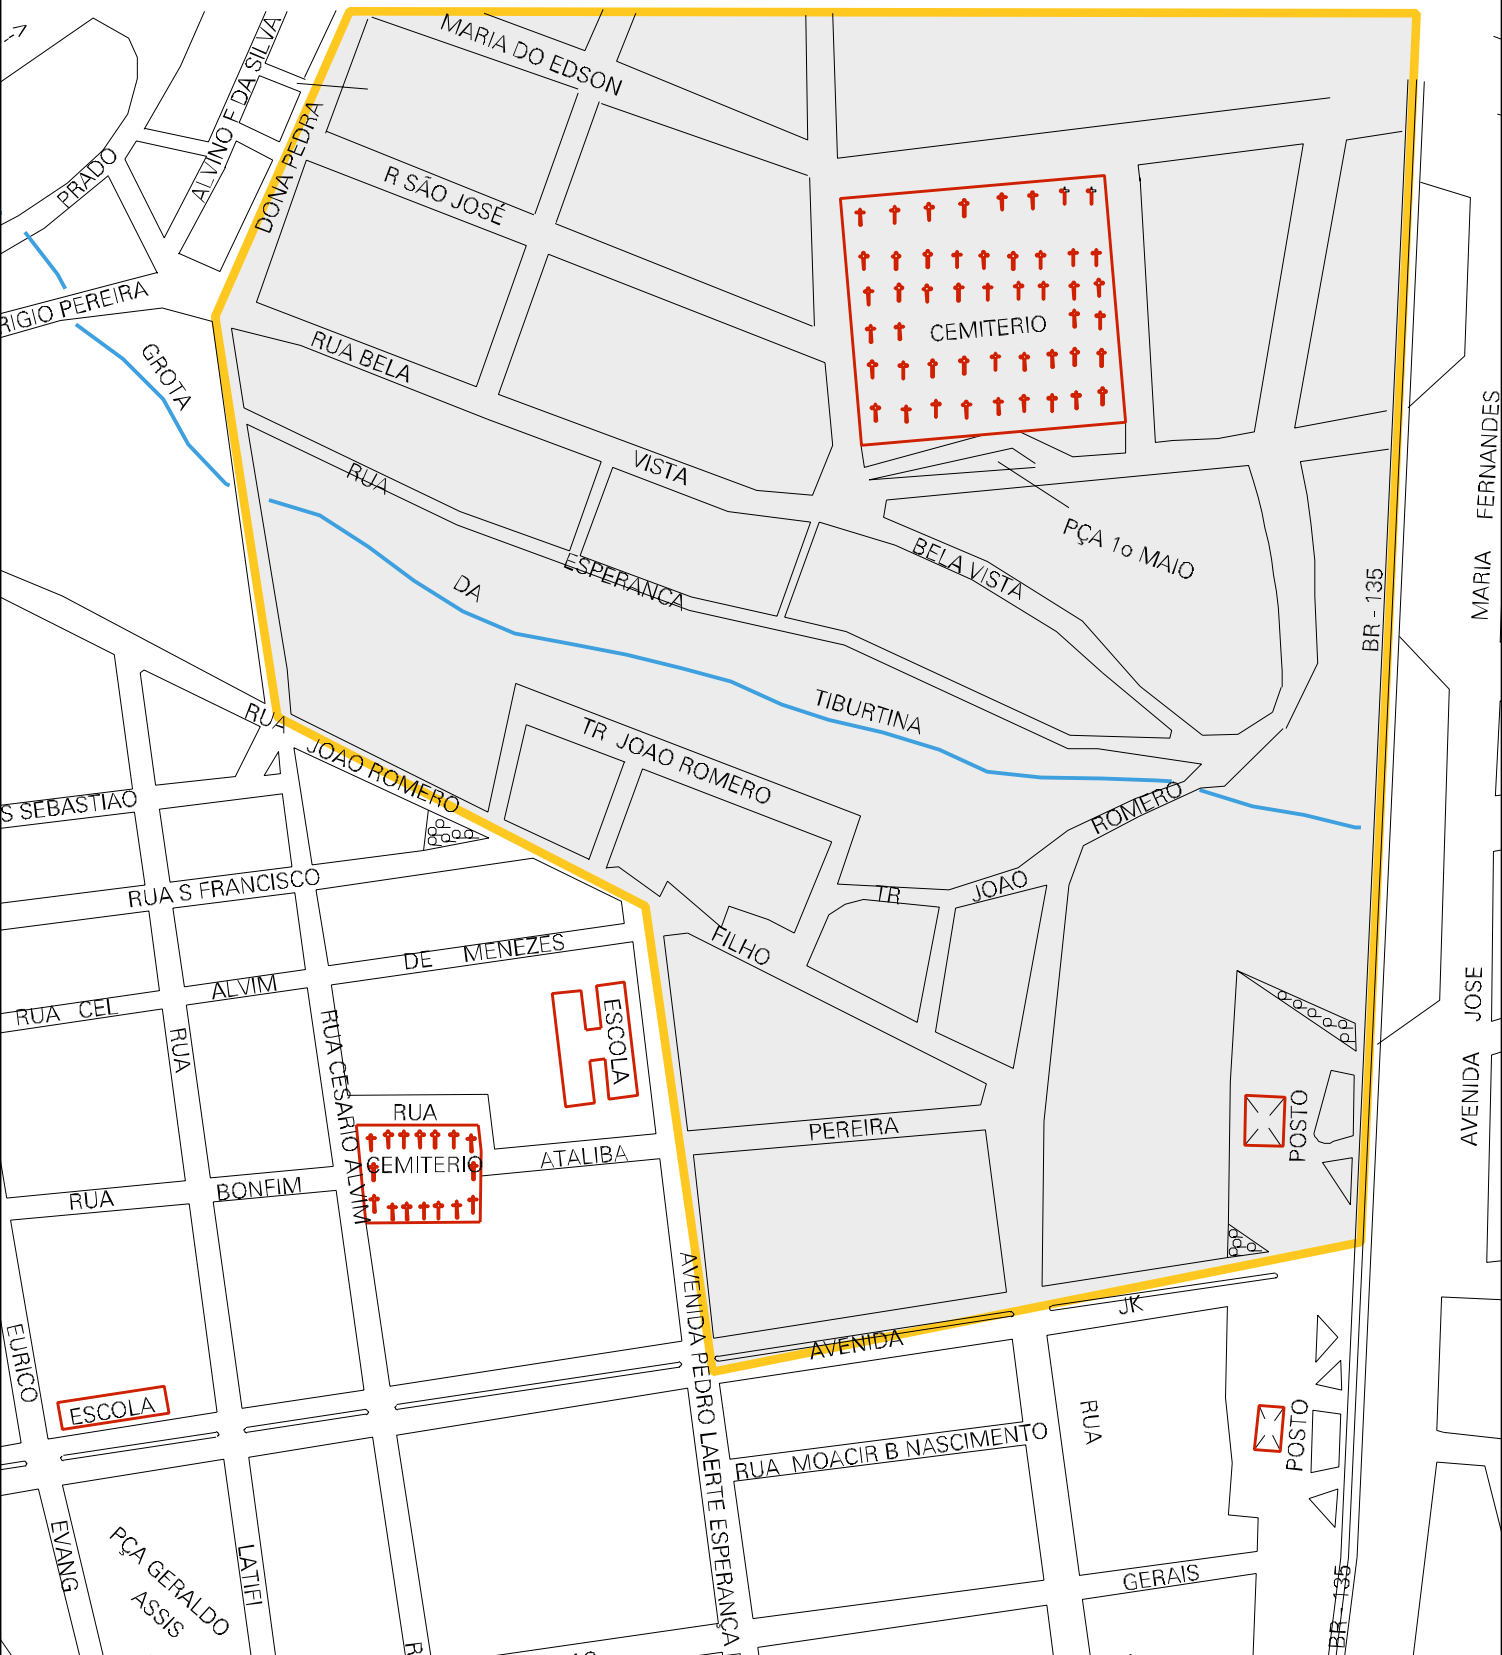 MARIA DO EDSON
ALVINO F DA SILVA
DONA PEDRA
PRADO
R SÃO JOSÉ
RIGIO PEREIRA
CEMITERIO
GROTA
RUA BELA
VISTA
RUA
ESPERANCA
DA
TIBURTINA
BELA VISTA
PÇA 1o MAIO
BR - 135
MARIA FERNANDES
RUA
JOAO ROMERO
TR JOAO ROMERO
ROMERO
S SEBASTIAO
RUA S FRANCISCO
TR
JOAO
FILHO
DE MENEZES
ALVIM
RUA CEL
RUA
RUA CESARIO ALVIM
ESCOLA
AVENIDA JOSE
RUA
CEMITERIO
ATALIBA
PEREIRA
POSTO
RUA
BONFIM
AVENIDA PEDRO LAERTE ESPERANÇA
AVENIDA
JK
EURICO
ESCOLA
RUA
RUA MOACIR B NASCIMENTO
POSTO
EVANG
PÇA GERALDO
ASSIS
LATIFI
GERAIS
BR - 135
R